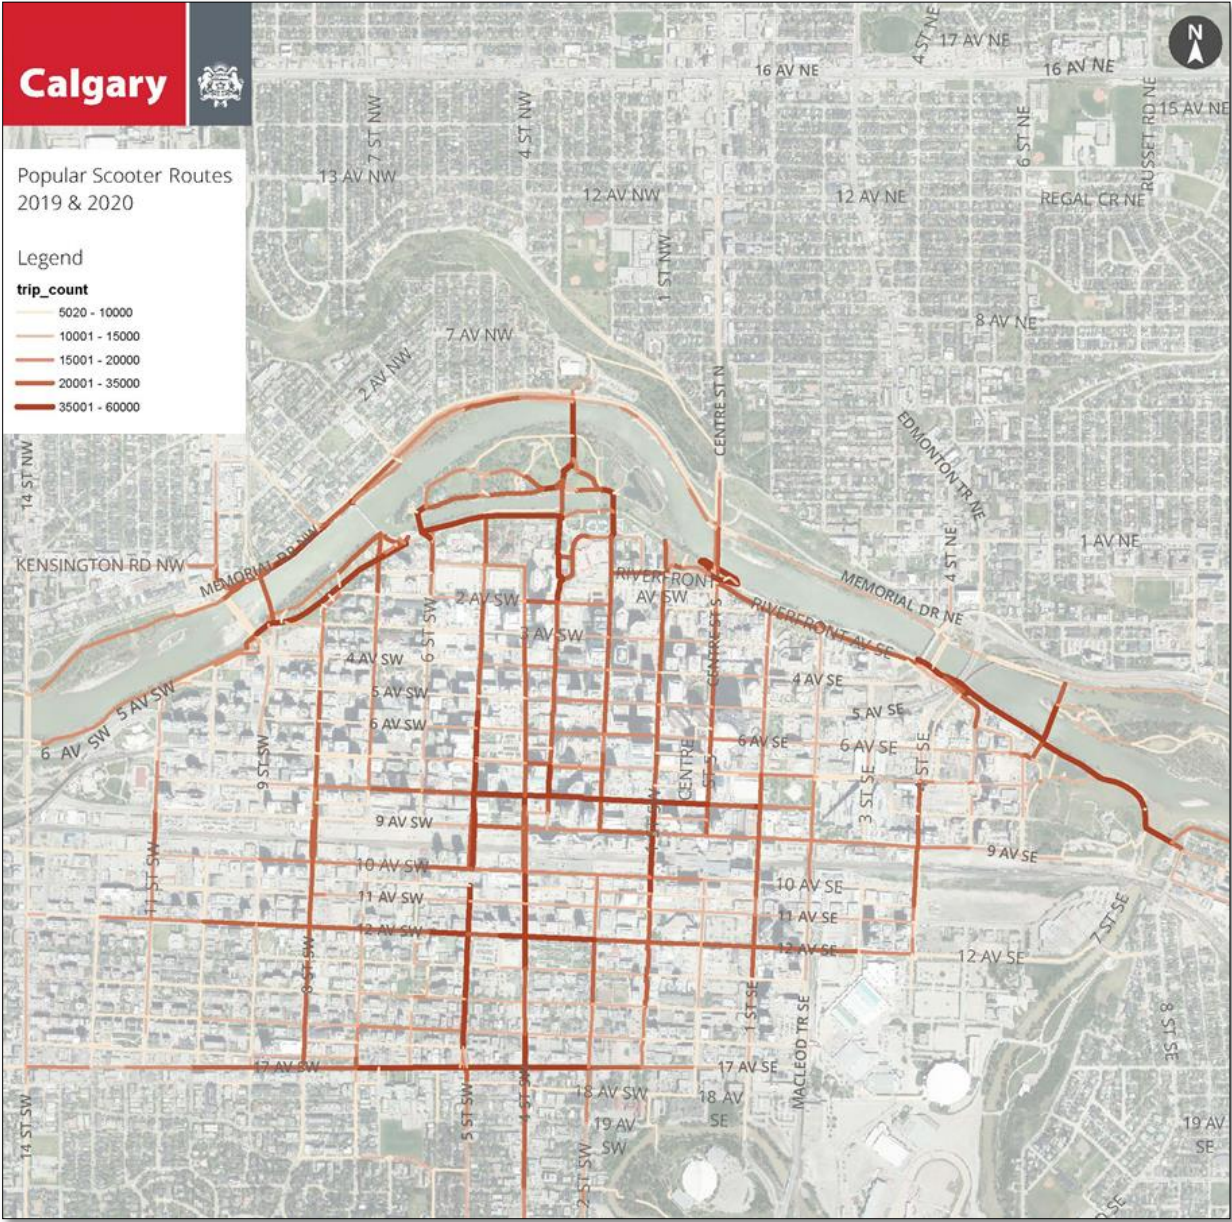 Calgary
N
Popular Scooter Routes
2019 & 2020
Legend
trip_count
5020 - 10000
10001 - 15000
15001 - 20000
20001 - 35000
35001 - 60000
4 ST NE
17 AV NE
16 AV NE
16 AV NE
15 AV NE
7 ST NW
4 ST NW
6 ST NE
RUSSET RD NE
13 AV NW
12 AV NW
12 AV NE
REGAL CR NE
1 ST NW
8 AV NE
7 AV NW
2 AV NW
CENTRE ST N
EDMONTON TR NE
14 ST NW
1 AV NE
4 ST NE
KENSINGTON RD NW
MEMORIAL DR NW
RIVERFRONT
AV SW
MEMORIAL DR NE
2 AV SW
RIVERFRONT AV SE
6 ST SW
3 AV SW
CENTRE ST S
4 AV SW
4 AV SE
5 AV SW
5 AV SW
5 AV SE
6 AV SW
6 AV SW
6 AV SE
6 AV SE
9 ST SW
CENTRE
ST S
3 ST SE
4 ST SE
9 AV SW
9 AV SE
10 AV SW
10 AV SE
11 ST SW
11 AV SW
11 AV SE
12 AV SW
12 AV SE
12 AV SE
7 ST SE
8 ST SW
1 ST SE
MACLEOD TR SE
8 ST SE
17 AV SW
17 AV SE
14 ST SW
5 ST SW
4 ST SW
18 AV SW
18 AV
SE
19 AV
SW
19 AV
SE
2 ST SW